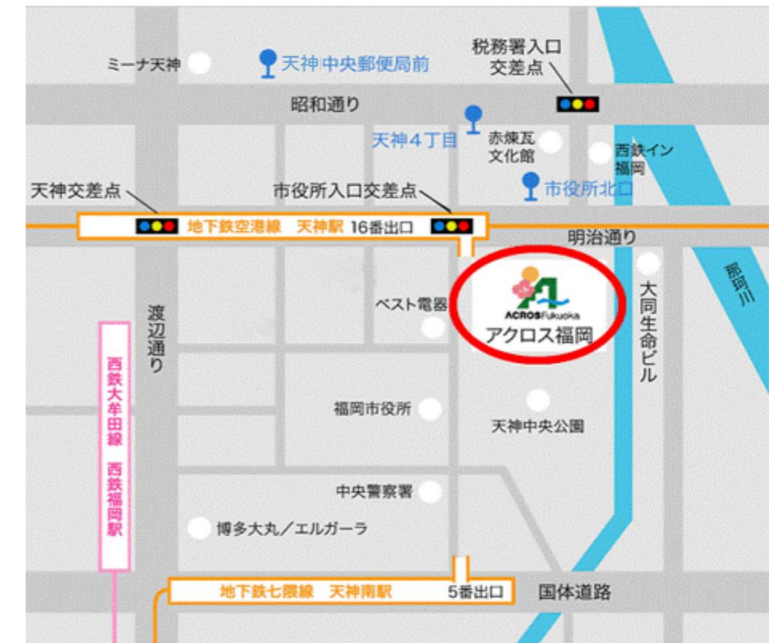 税務署入口
交差点
ミーナ天神
天神中央郵便局前
昭和通り
天神4丁目
赤煉瓦
文化館
西鉄イン
福岡
天神交差点
市役所入口交差点
市役所北口
地下鉄空港線 天神駅 16番出口
明治通り
那珂川
ACROS Fukuoka
アクロス福岡
大同生命ビル
ベスト電器
渡辺通り
西鉄大牟田線 西鉄福岡駅
福岡市役所
天神中央公園
中央警察署
博多大丸/エルガーラ
地下鉄七隈線 天神南駅 5番出口
国体道路